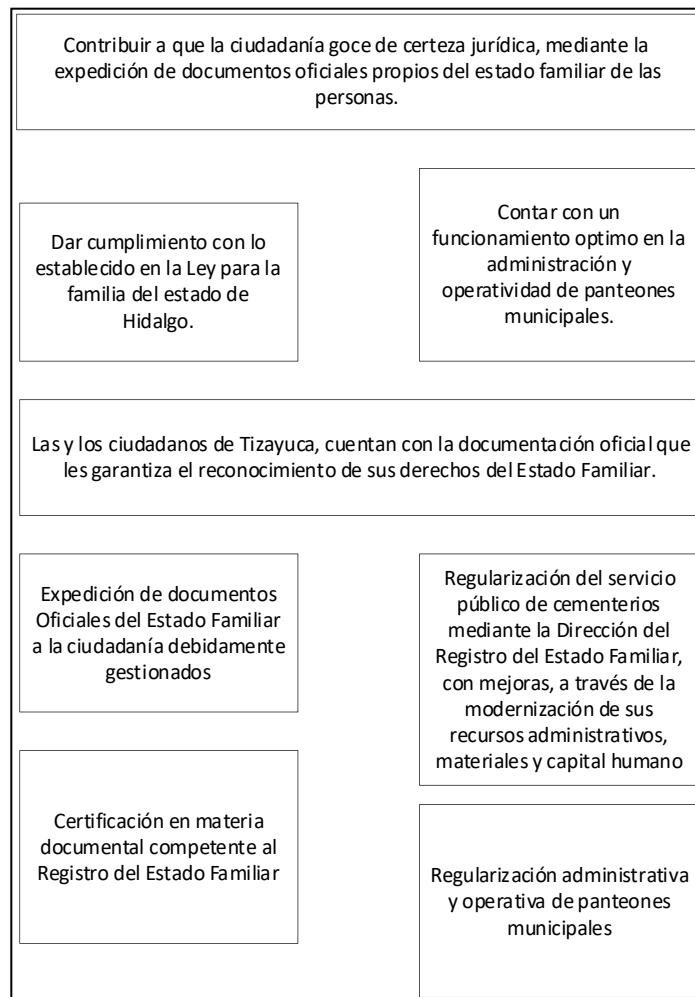 Contribuir a que la ciudadanía goce de certeza jurídica, mediante la
expedición de documentos oficiales propios del estado familiar de las
personas.
Dar cumplimiento con lo
establecido en la Ley para la
familia del estado de
Hidalgo.
Contar con un
funcionamiento optimo en la
administración y
operatividad de panteones
municipales.
Las y los ciudadanos de Tizayuca, cuentan con la documentación oficial que
les garantiza el reconocimiento de sus derechos del Estado Familiar.
Expedición de documentos
Oficiales del Estado Familiar
a la ciudadanía debidamente
gestionados
Regularización del servicio
público de cementerios
mediante la Dirección del
Registro del Estado Familiar,
con mejoras, a través de la
modernización de sus
recursos administrativos,
materiales y capital humano
Certificación en materia
documental competente al
Registro del Estado Familiar
Regularización administrativa
y operativa de panteones
municipales